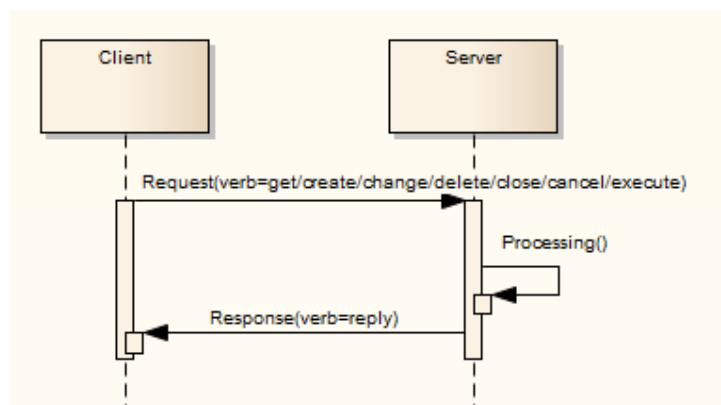 Client
Server
Request(verb=get/create/change/delete/close/cancel/execute)
Processing()
Response(verb=reply)